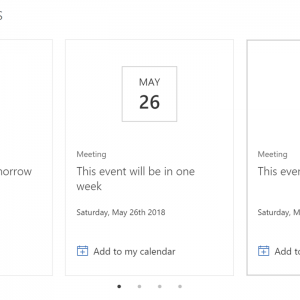 S
MAY
26
Meeting
This event will be in one
week
Saturday, May 26th 2018
Add to my calendar
morrow
Meeting
This even
Saturday, M
Add to